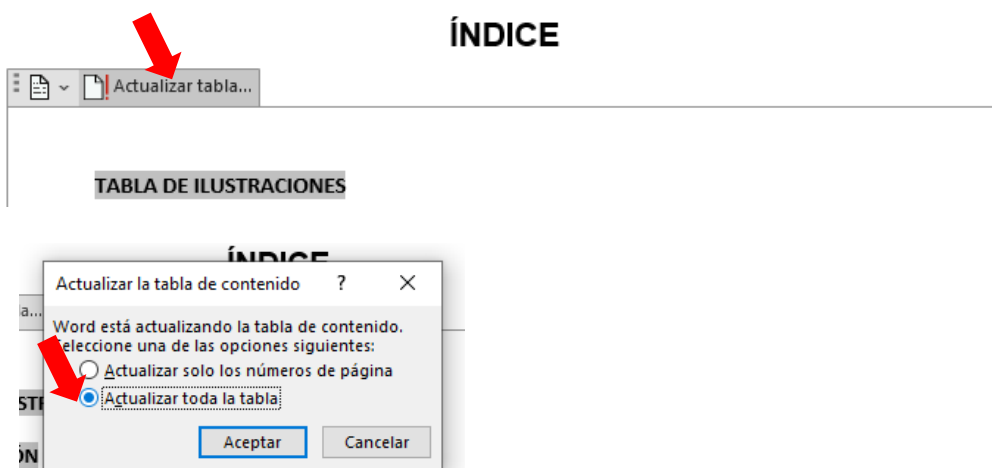 ÍNDICE
Actualizar tabla...
TABLA DE ILUSTRACIONES
ÍNDICE
Actualizar la tabla de contenido ?
a...
Word está actualizando la tabla de contenido.
Seleccione una de las opciones siguientes:
Actualizar solo los números de página
Actualizar toda la tabla
Aceptar Cancelar